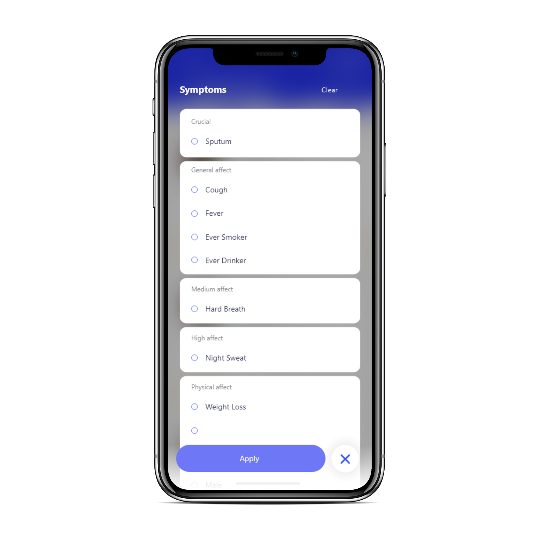 Symptoms
Clear
Crucial
Sputum
General affect
Cough
Fever
Ever Smoker
Ever Drinker
Medium affect
Hard Breath
High affect
Night Sweat
Physical affect
Weight Loss
Apply
Male